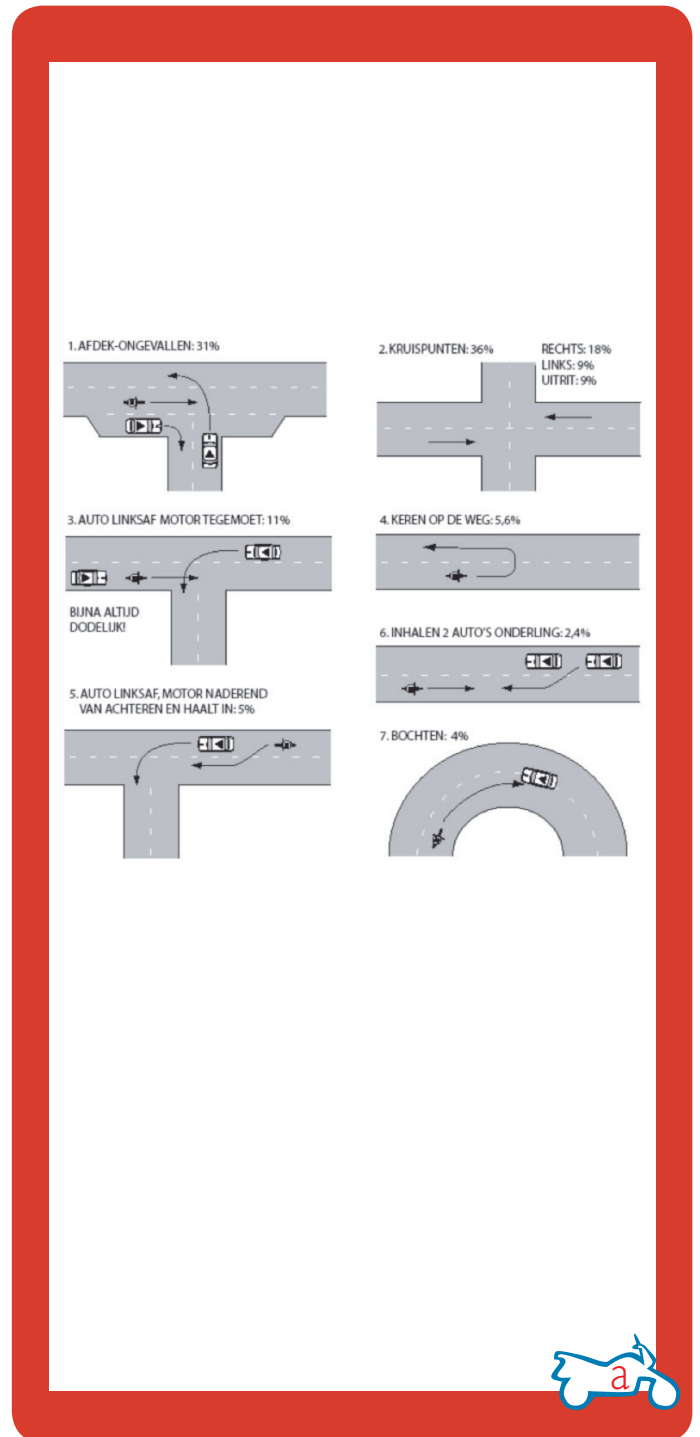 1. AFDEK-ONGEVALLEN: 31%
2. KRUISPUNTEN: 36%
RECHTS: 18%
LINKS: 9%
UITRIT: 9%
3. AUTO LINKSAF MOTOR TEGEMOET: 11%
BIJNA ALTIJD
DODELIJK!
4. KEREN OP DE WEG: 5,6%
5. AUTO LINKSAF, MOTOR NADEREND
VAN ACHTEREN EN HAALT IN: 5%
6. INHALEN 2 AUTO'S ONDERLING: 2,4%
7. BOCHTEN: 4%
a